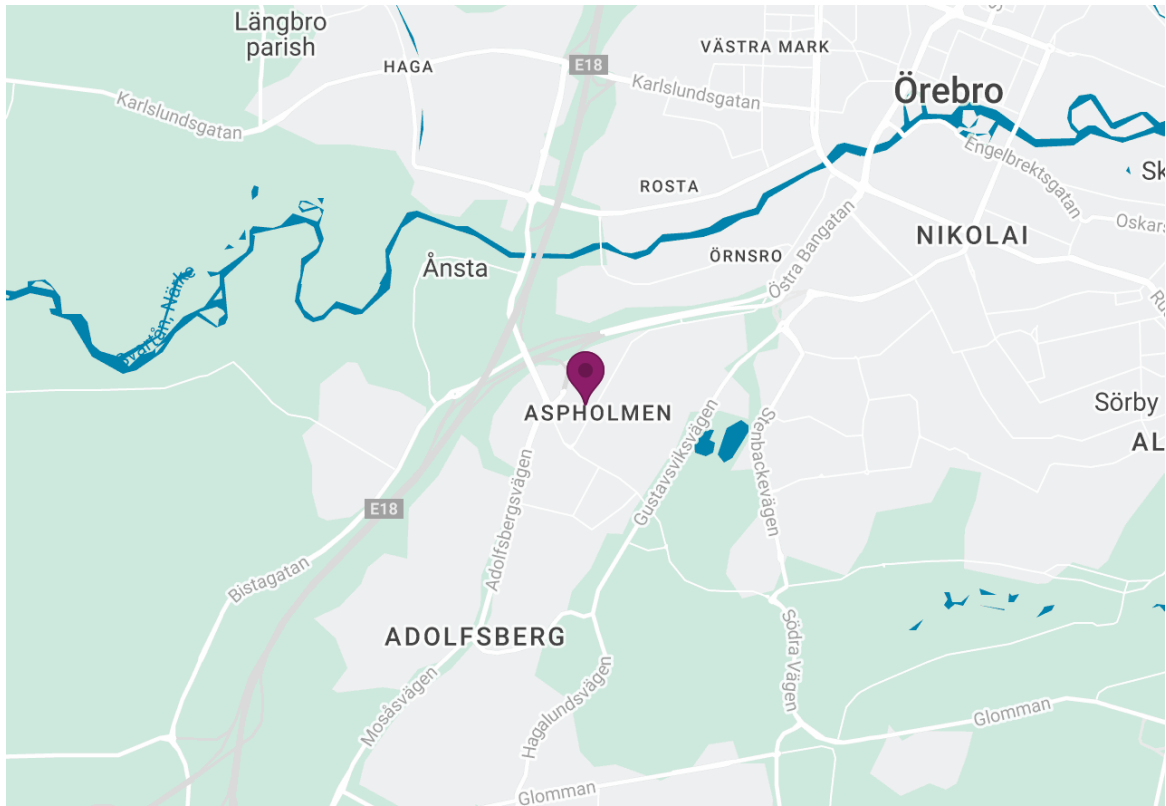 Längbro
parish
HAGA
E18
VÄSTRA MARK
Karlslundsgatan
Karlslundsgatan
Örebro
Engelbrektsgatan
ROSTA
Oskars
NIKOLAI
Östra Bangatan
ÖRNSRO
Ånsta
Svartån, Närke
ASPHOLMEN
Sörby
AL
Gustavsviksvägen
Stenbackevägen
E18
Adolfsbergsvägen
Bistagatan
ADOLFSBERG
Södra Vägen
Mosåsvägen
Hagalundsvägen
Glomman
Glomman